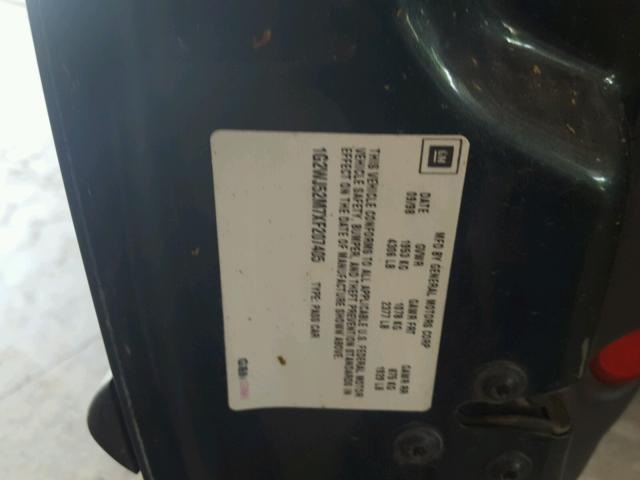 GM
MFD BY GENERAL MOTORS CORP
DATE GVWR GAWR FRT GAWR RR
09/98 1953 KG 1078 KG 875 KG
4306 LB 2377 LB 1929 LB
THIS VEHICLE CONFORMS TO ALL APPLICABLE U.S. FEDERAL MOTOR
VEHICLE SAFETY, BUMPER, AND THEFT PREVENTION STANDARDS IN
EFFECT ON THE DATE OF MANUFACTURE SHOWN ABOVE.
1G2WJ52M7XF207405 TYPE: PASS CAR